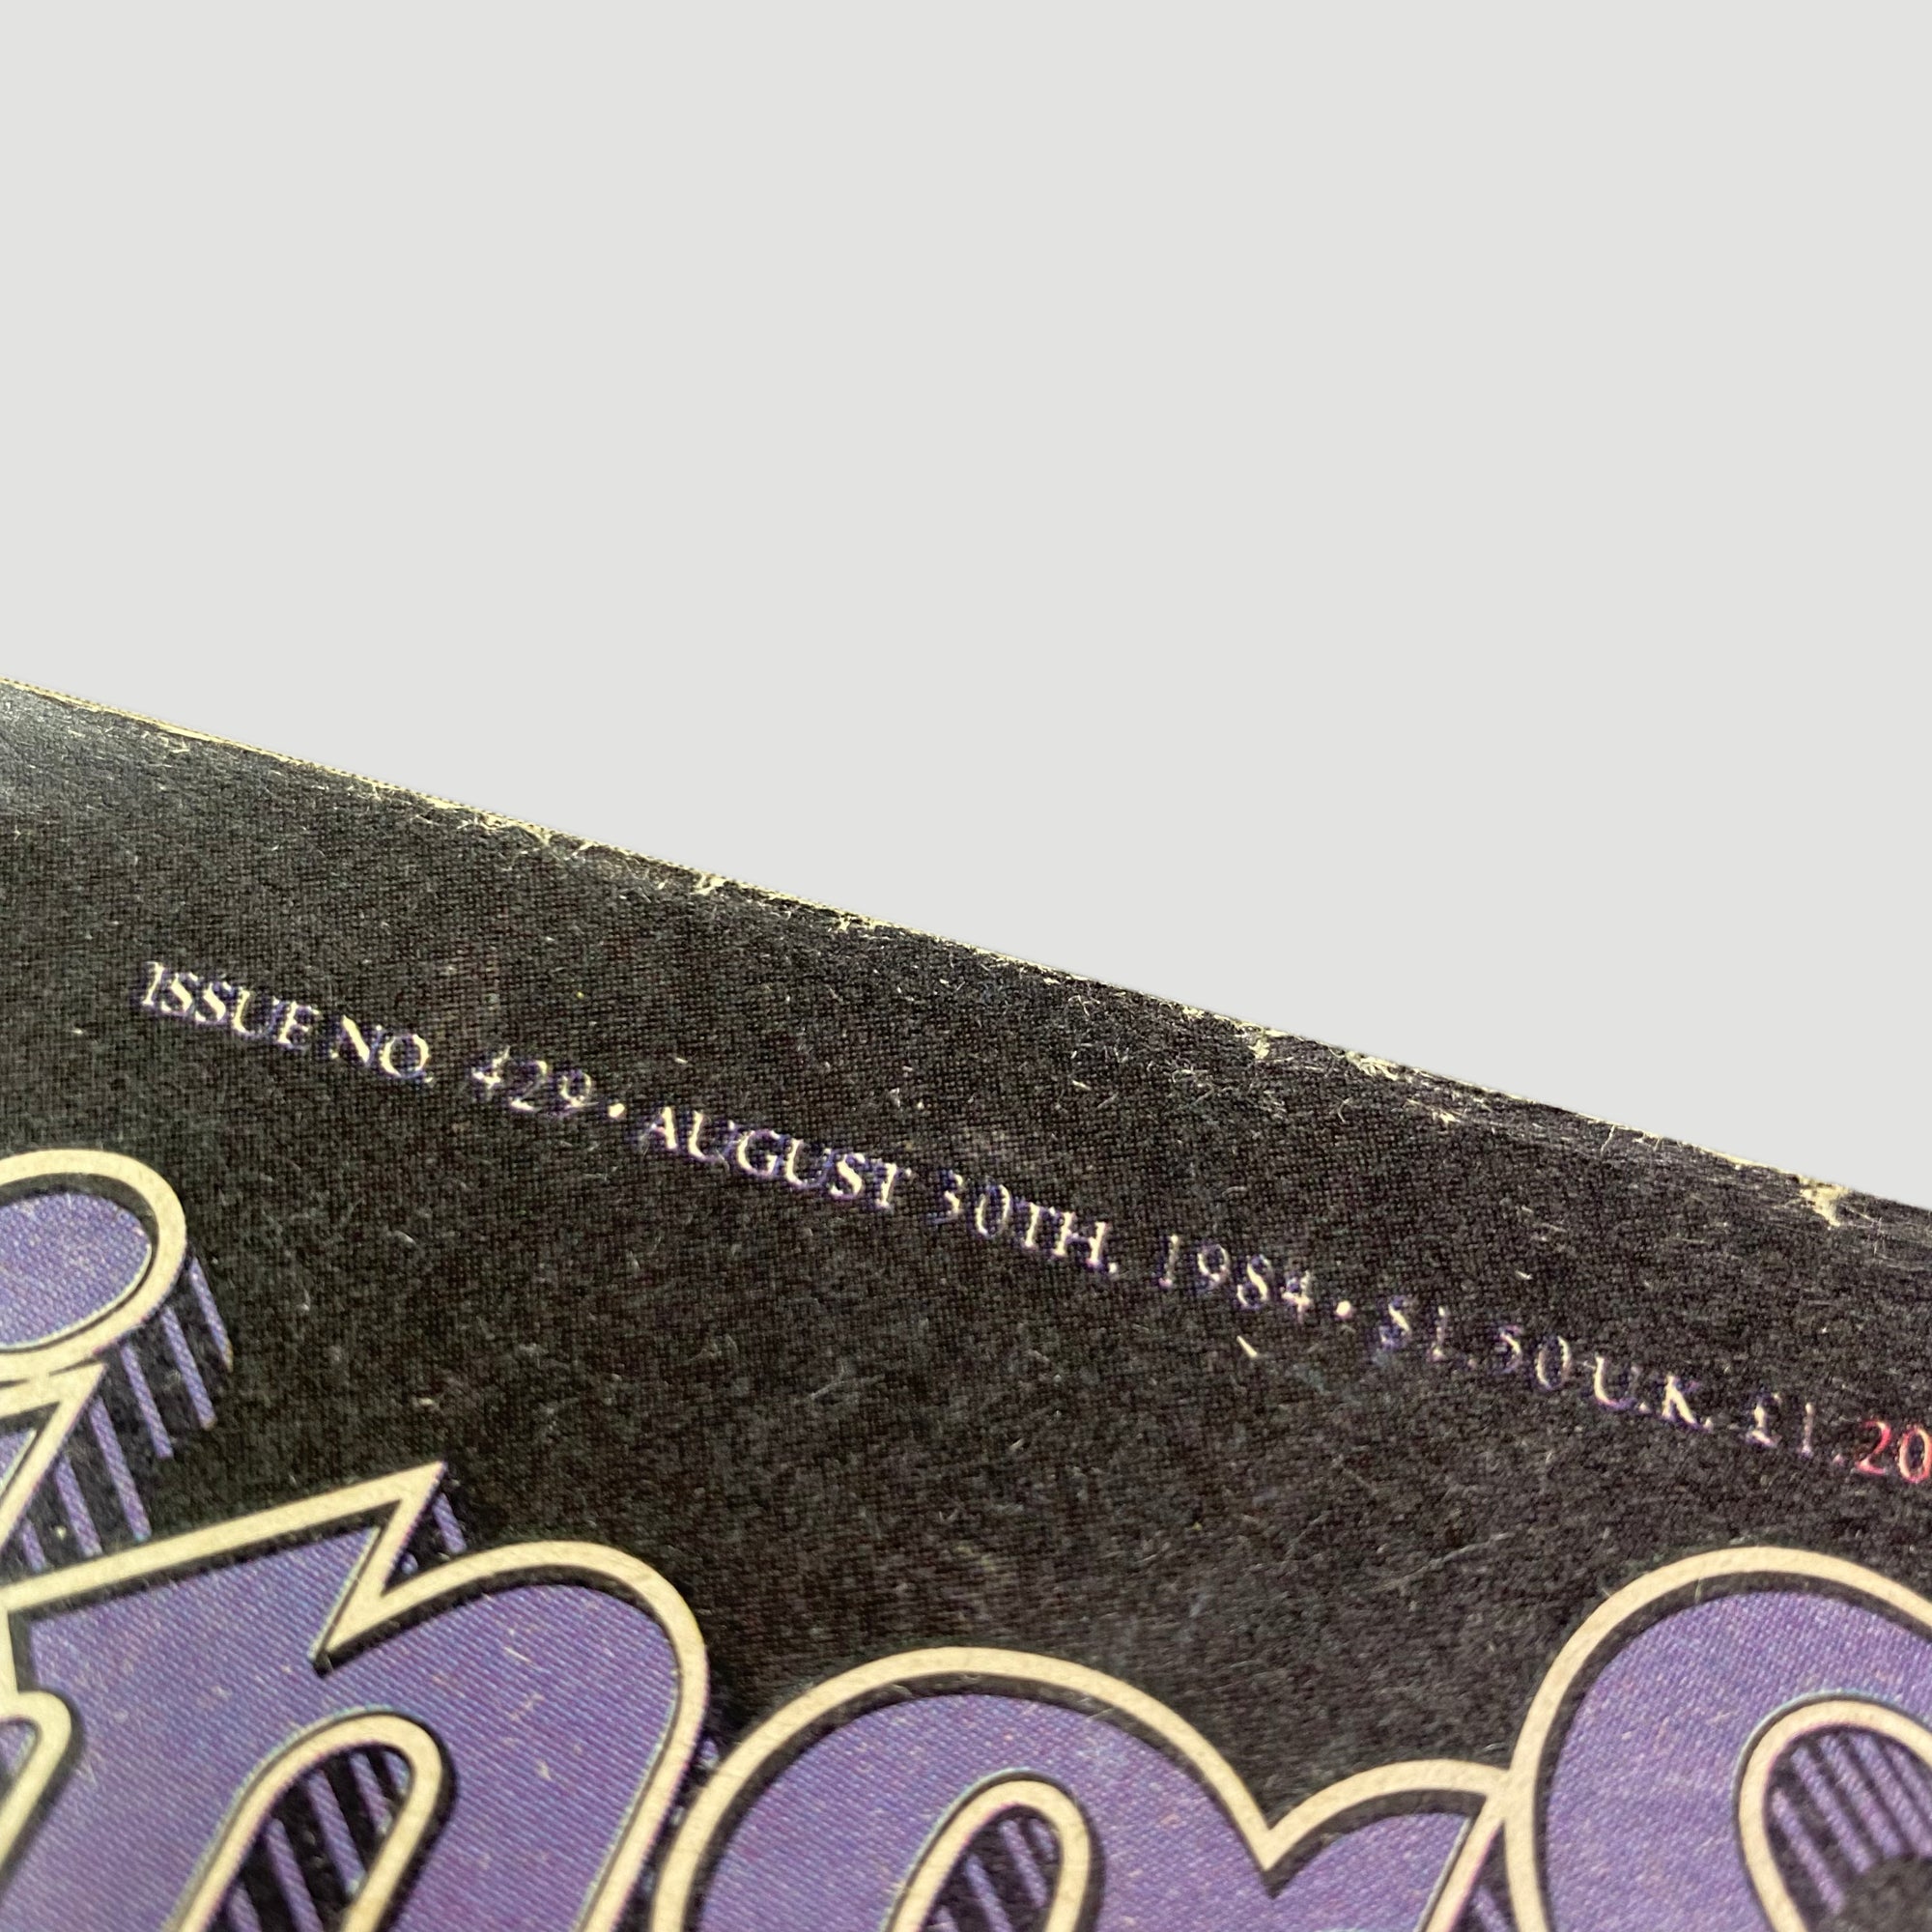 ISSUE NO. 429 • AUGUST 30TH, 1984 • $1.50 U.K. £1.20